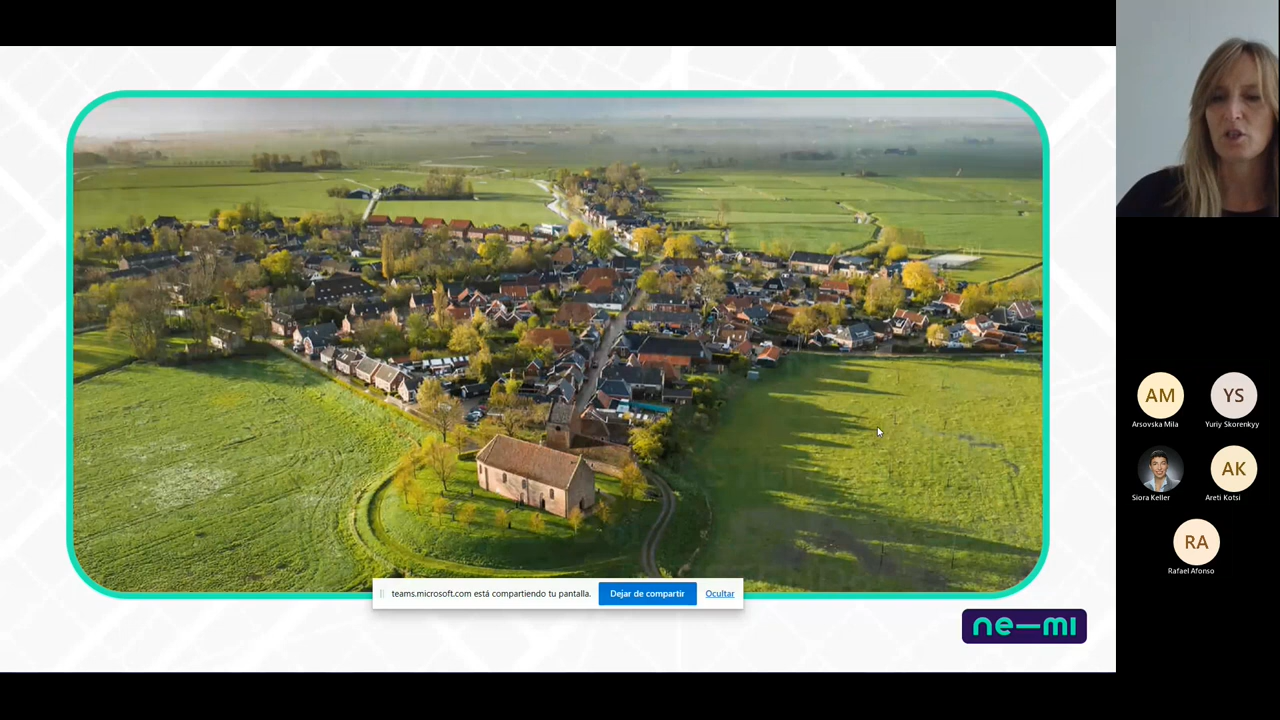 teams.microsoft.com está compartiendo tu pantalla.
Dejar de compartir
Ocultar
ne—mi
AM
Arsovska Mila
YS
Yuriy Skorenkyy
Siora Keller
AK
Areti Kotsi
RA
Rafael Afonso